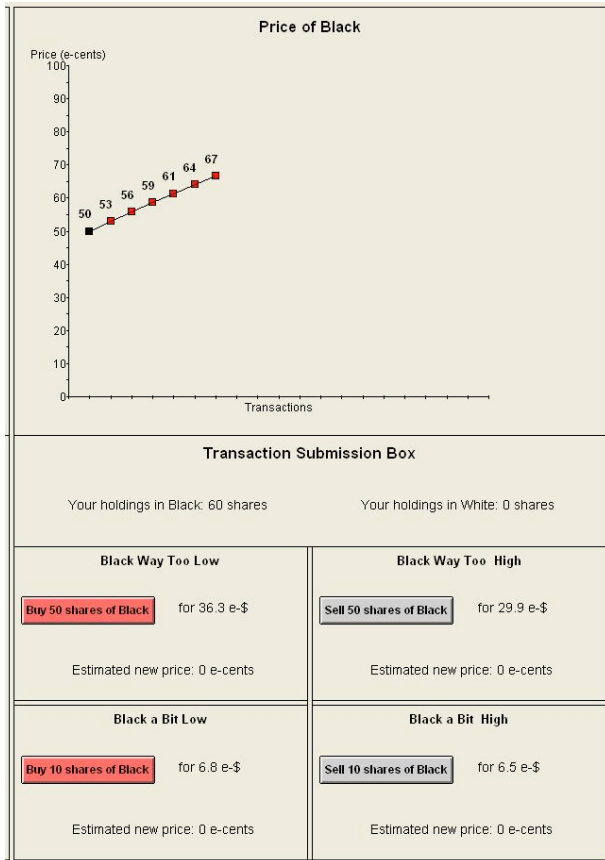 Price of Black
Price (e-cents)
100
90
80
70
60
50
40
30
20
10
0
50
53
56
59
61
64
67
Transactions
Transaction Submission Box
Your holdings in Black: 60 shares
Your holdings in White: 0 shares
Black Way Too Low
Black Way Too High
Buy 50 shares of Black
for 36.3 e-$
Sell 50 shares of Black
for 29.9 e-$
Estimated new price: 0 e-cents
Estimated new price: 0 e-cents
Black a Bit Low
Black a Bit High
Buy 10 shares of Black
for 6.8 e-$
Sell 10 shares of Black
for 6.5 e-$
Estimated new price: 0 e-cents
Estimated new price: 0 e-cents